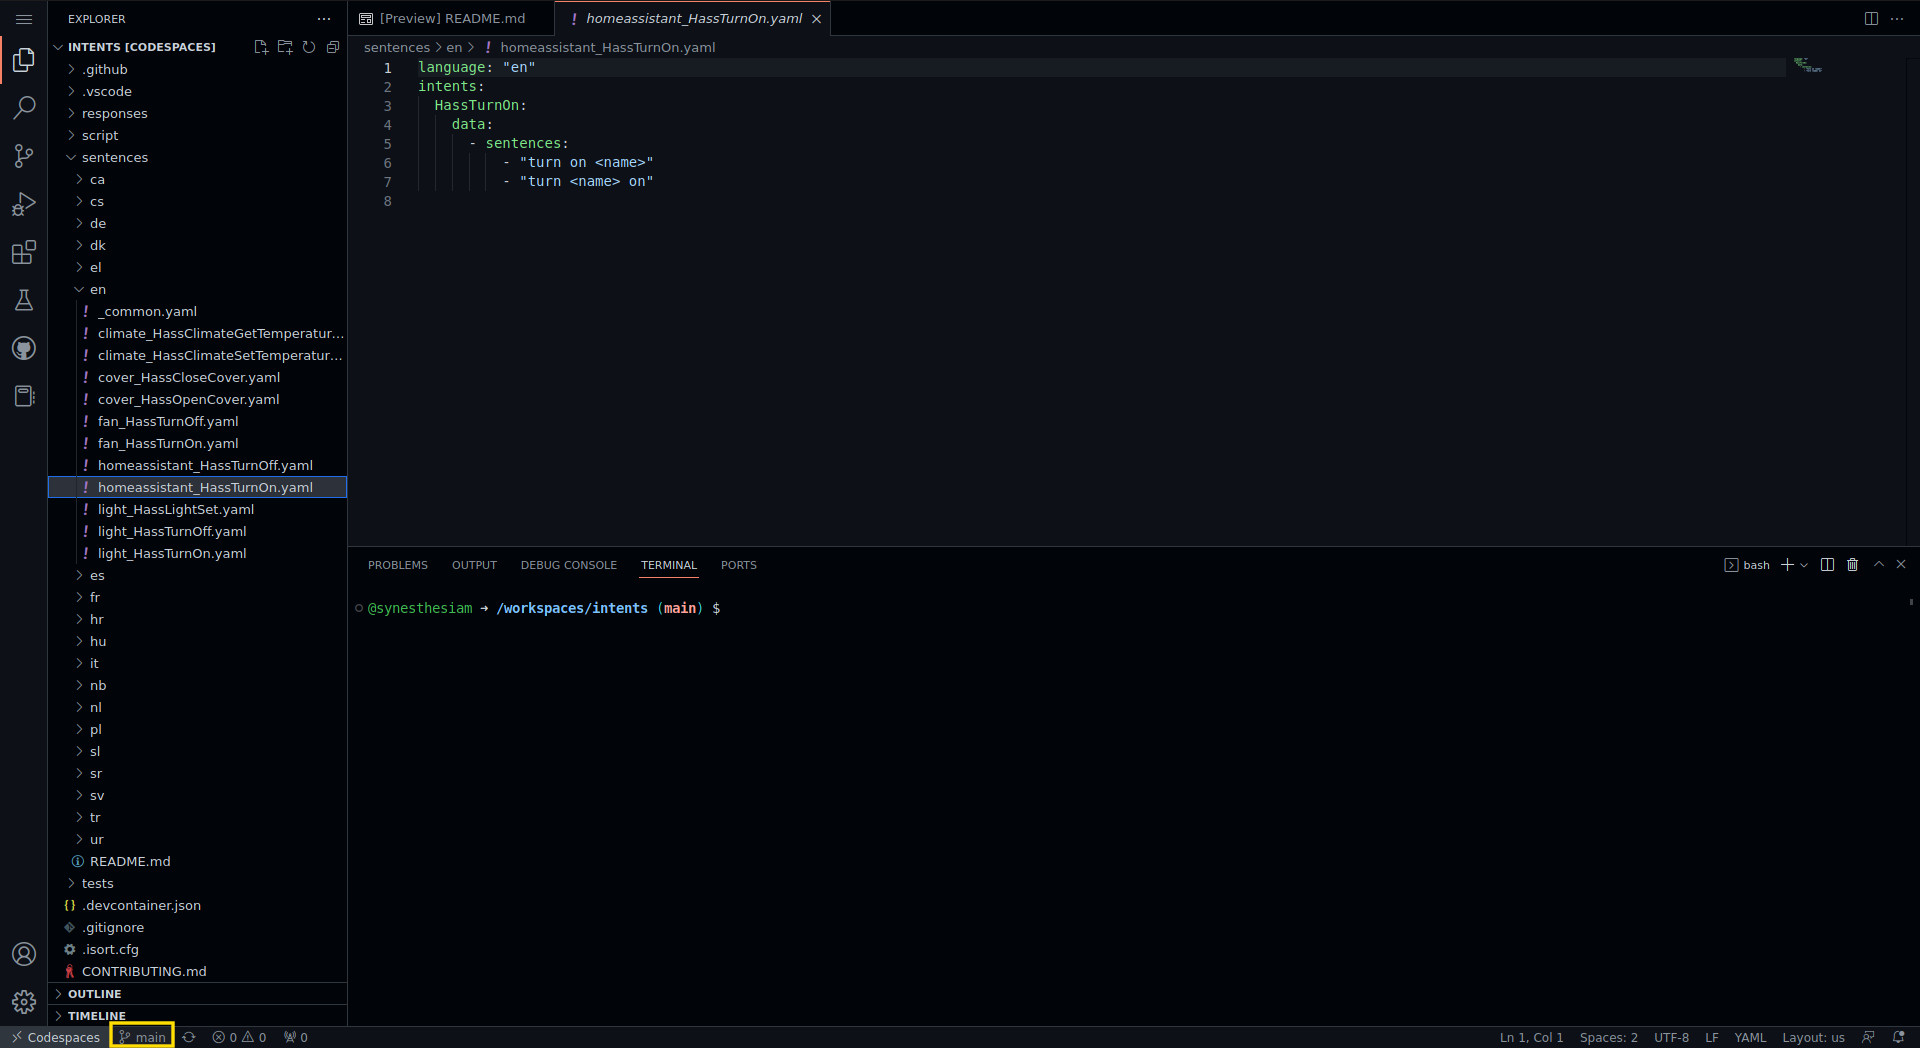 EXPLORER
INTENTS [CODESPACES]
.github
.vscode
responses
script
sentences
ca
cs
de
dk
el
en
_common.yaml
climate_HassClimateGetTemperatur...
climate_HassClimateSetTemperatur...
cover_HassCloseCover.yaml
cover_HassOpenCover.yaml
fan_HassTurnOff.yaml
fan_HassTurnOn.yaml
homeassistant_HassTurnOff.yaml
homeassistant_HassTurnOn.yaml
light_HassLightSet.yaml
light_HassTurnOff.yaml
light_HassTurnOn.yaml
es
fr
hr
hu
it
nb
nl
pl
sl
sr
sv
tr
ur
README.md
tests
.devcontainer.json
.gitignore
.isort.cfg
CONTRIBUTING.md
OUTLINE
TIMELINE
[Preview] README.md
homeassistant_HassTurnOn.yaml
sentences > en > homeassistant_HassTurnOn.yaml
1 language: "en"
2 intents:
3 HassTurnOn:
4 data:
5 - sentences:
6 - "turn on <name>"
7 - "turn <name> on"
8
PROBLEMS OUTPUT DEBUG CONSOLE TERMINAL PORTS
bash
@synesthesiam ➜ /workspaces/intents (main) $
Codespaces main 0 0 0
Ln 1, Col 1 Spaces: 2 UTF-8 LF YAML Layout: us